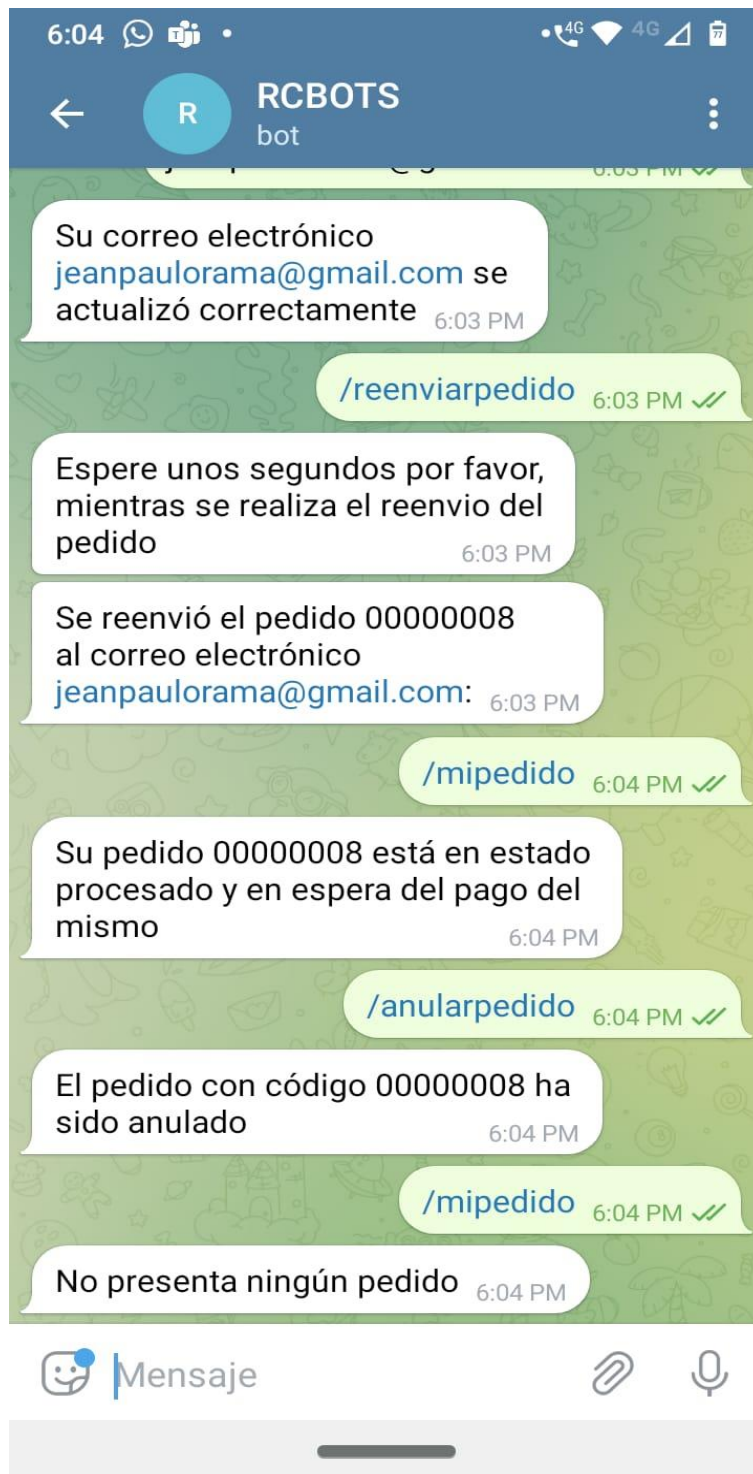 6:04
4G
4G
77
R
RCBOTS
bot
6:03 PM
Su correo electrónico
jeanpaulorama@gmail.com se
actualizó correctamente 6:03 PM
/reenviarpedido 6:03 PM
Espere unos segundos por favor,
mientras se realiza el reenvio del
pedido 6:03 PM
Se reenvió el pedido 00000008
al correo electrónico
jeanpaulorama@gmail.com: 6:03 PM
/mipedido 6:04 PM
Su pedido 00000008 está en estado
procesado y en espera del pago del
mismo 6:04 PM
/anularpedido 6:04 PM
El pedido con código 00000008 ha
sido anulado 6:04 PM
/mipedido 6:04 PM
No presenta ningún pedido 6:04 PM
Mensaje